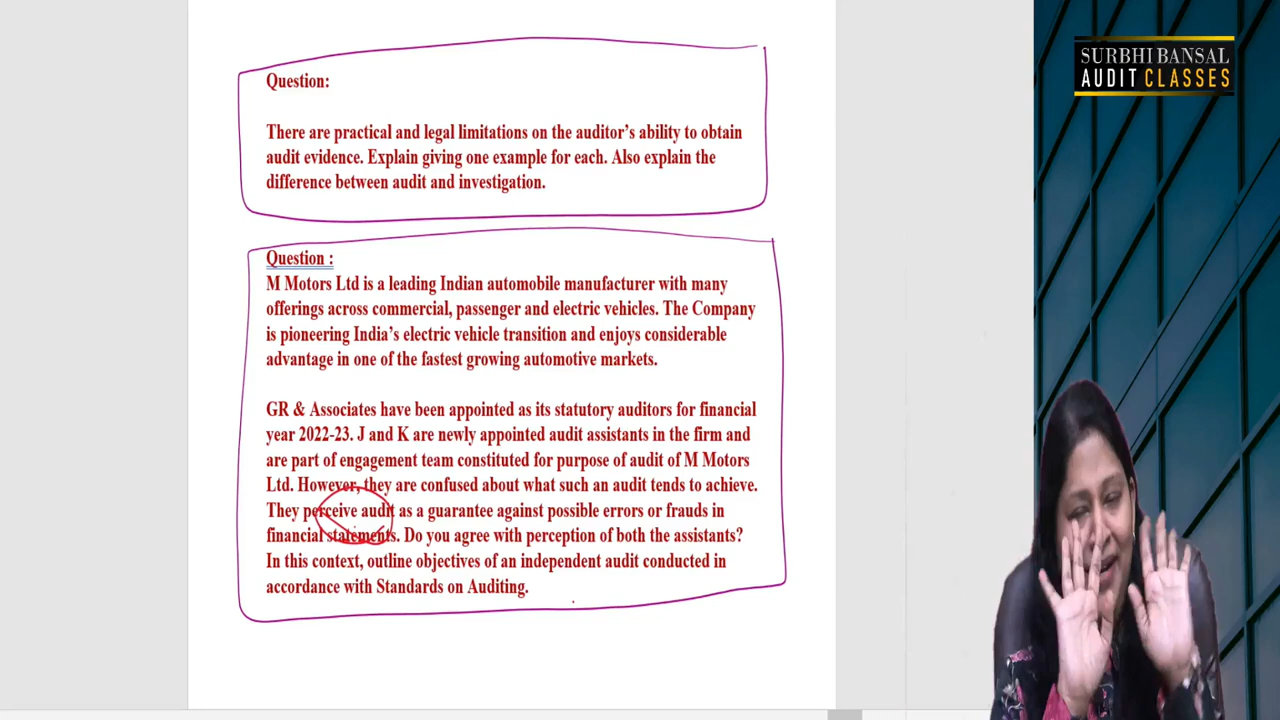 SURBHI BANSAL
AUDIT CLASSES
Question:
There are practical and legal limitations on the auditor's ability to obtain
audit evidence. Explain giving one example for each. Also explain the
difference between audit and investigation.
Question :
M Motors Ltd is a leading Indian automobile manufacturer with many
offerings across commercial, passenger and electric vehicles. The Company
is pioneering India's electric vehicle transition and enjoys considerable
advantage in one of the fastest growing automotive markets.
GR & Associates have been appointed as its statutory auditors for financial
year 2022-23. J and K are newly appointed audit assistants in the firm and
are part of engagement team constituted for purpose of audit of M Motors
Ltd. However, they are confused about what such an audit tends to achieve.
They perceive audit as a guarantee against possible errors or frauds in
financial statements. Do you agree with perception of both the assistants?
In this context, outline objectives of an independent audit conducted in
accordance with Standards on Auditing.